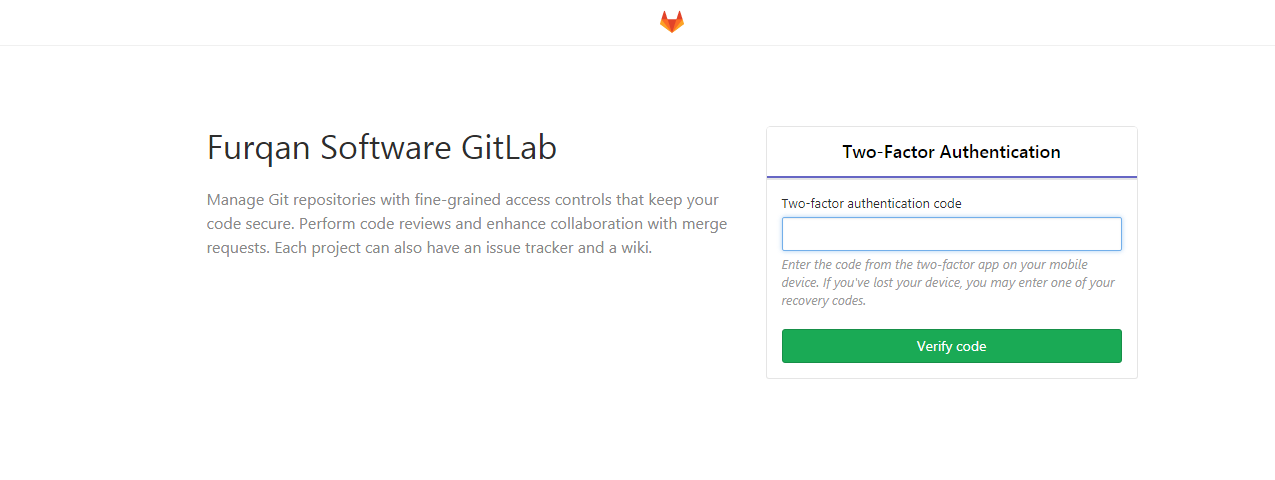 Furqan Software GitLab
Manage Git repositories with fine-grained access controls that keep your
code secure. Perform code reviews and enhance collaboration with merge
requests. Each project can also have an issue tracker and a wiki.
Two-Factor Authentication
Two-factor authentication code
Enter the code from the two-factor app on your mobile
device. If you've lost your device, you may enter one of your
recovery codes.
Verify code